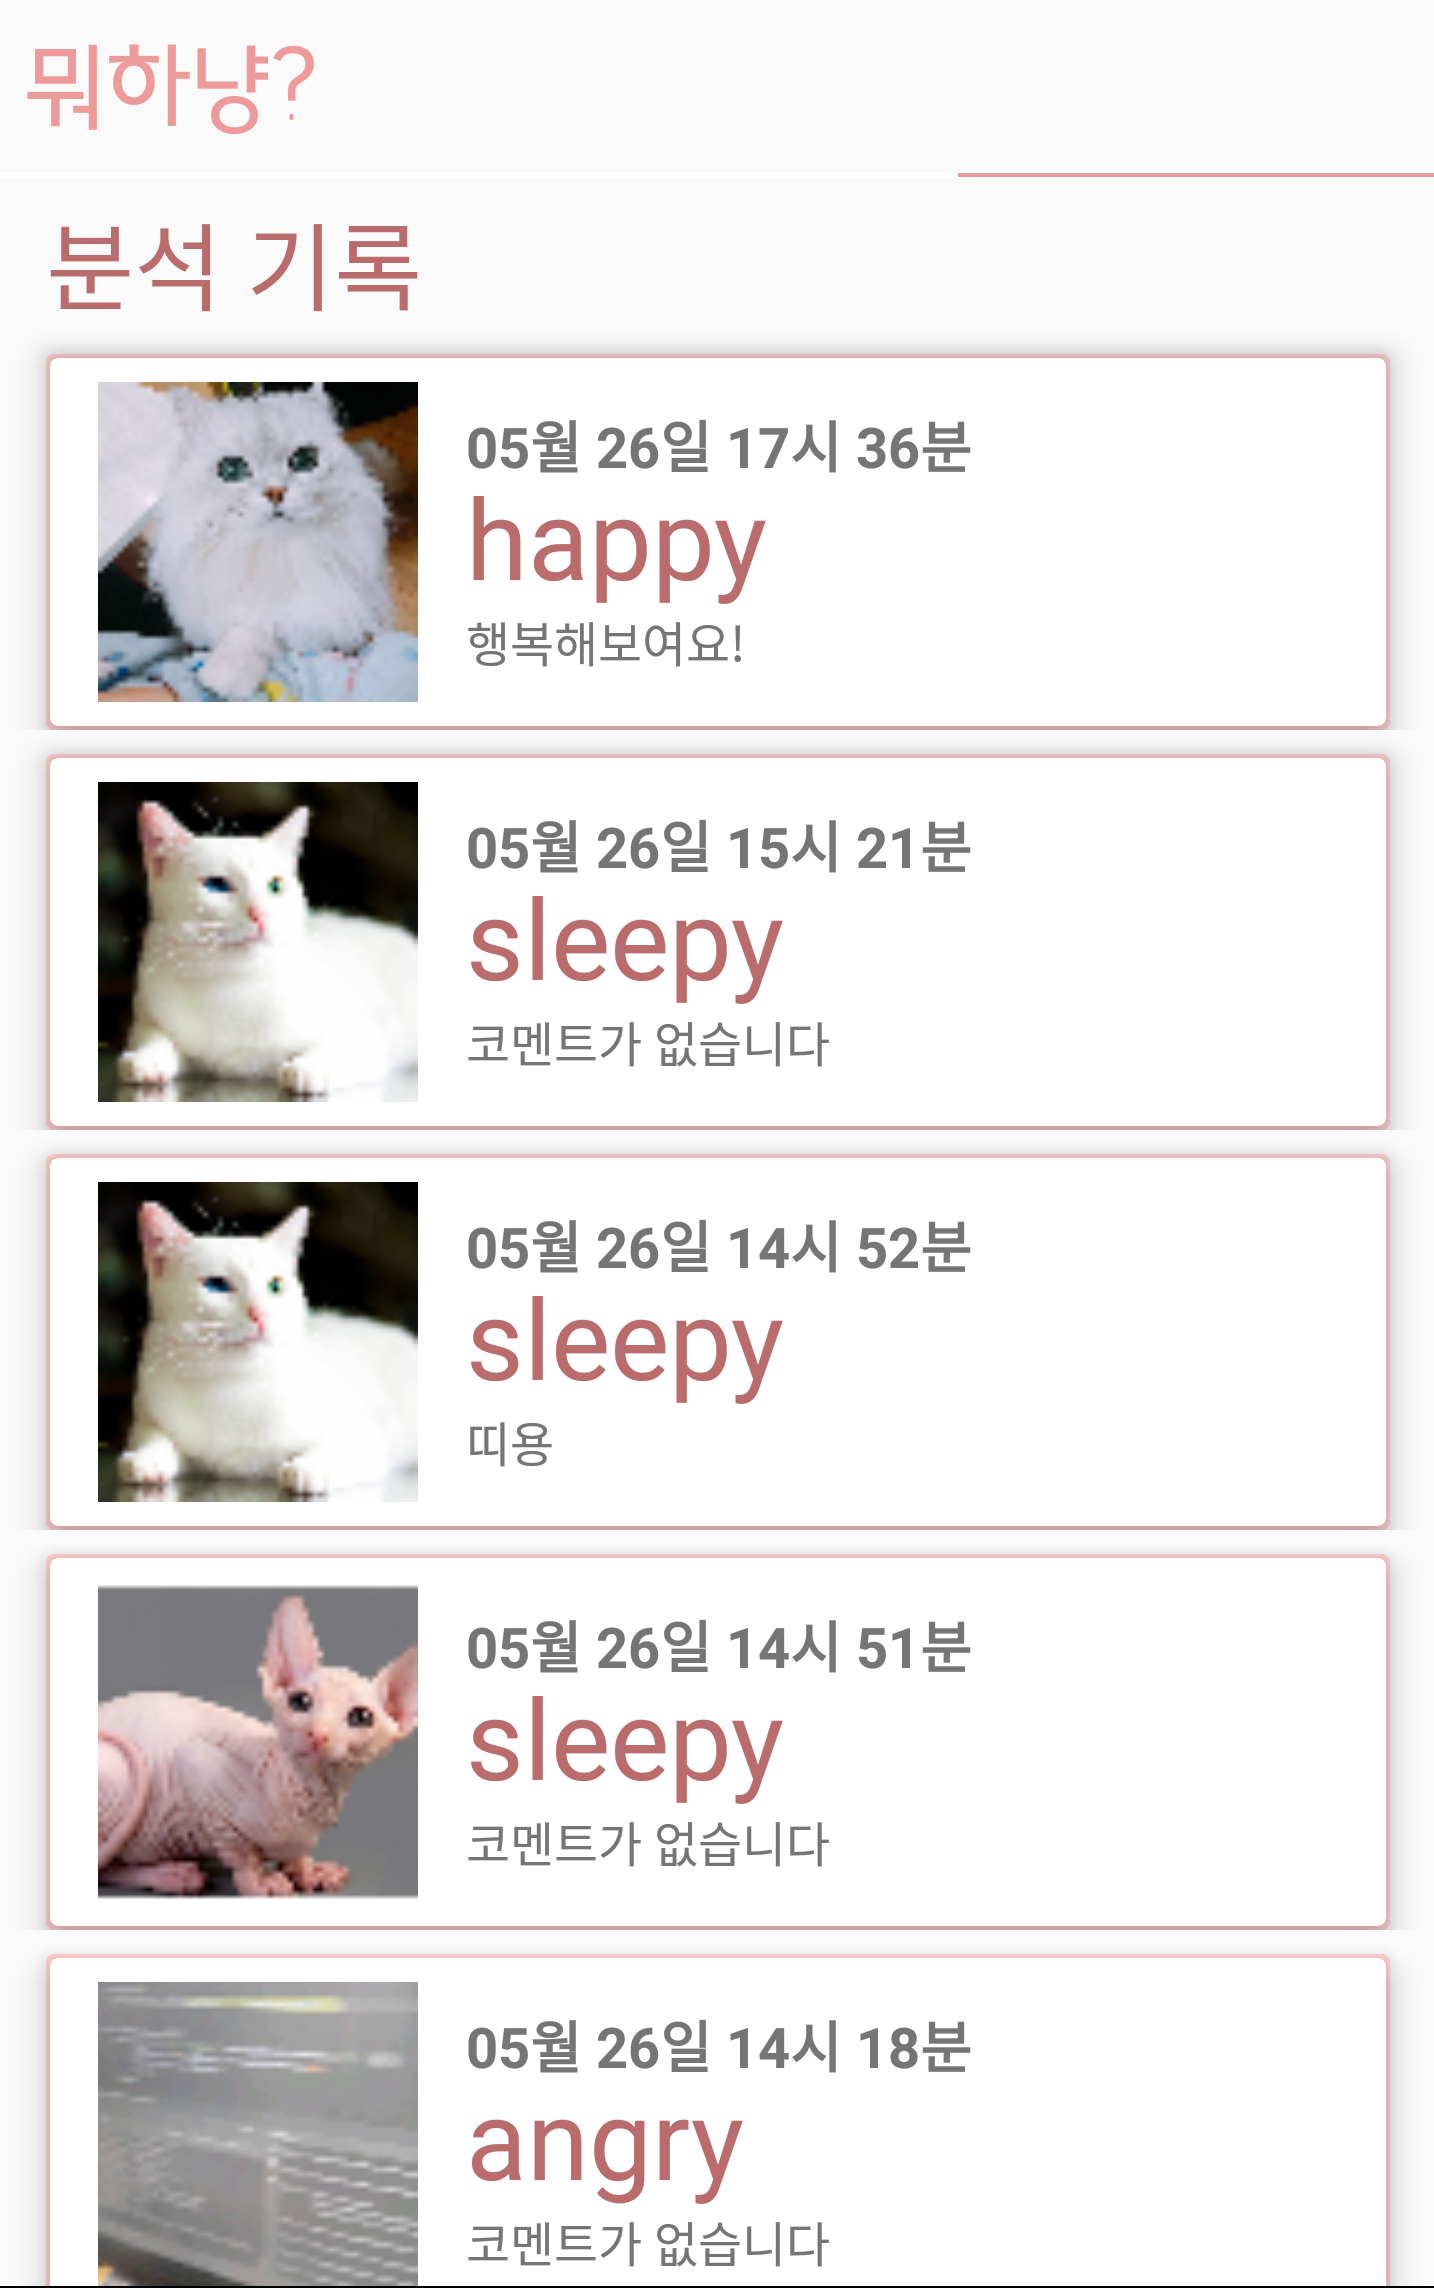 뭐하냥?
분석 기록
05월 26일 17시 36분
happy
행복해보여요!
05월 26일 15시 21분
sleepy
코멘트가 없습니다
05월 26일 14시 52분
sleepy
띠용
05월 26일 14시 51분
sleepy
코멘트가 없습니다
05월 26일 14시 18분
angry
코멘트가 없습니다